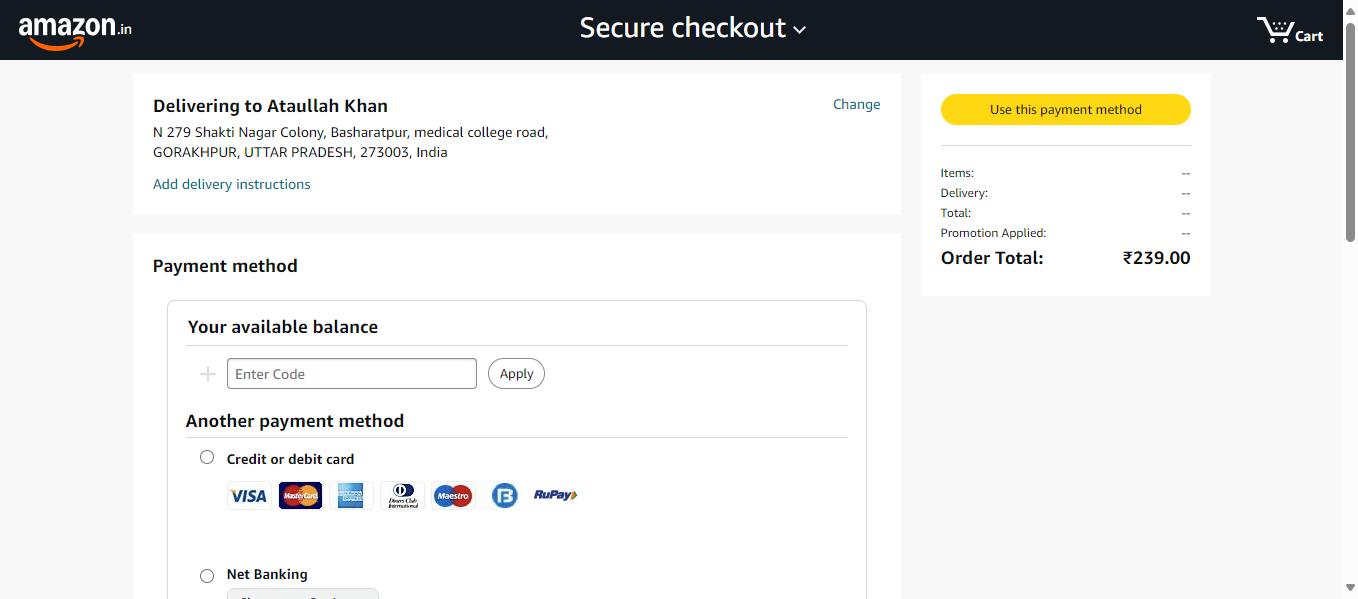 amazon.in
Secure checkout
Cart
Delivering to Ataullah Khan
Change
N 279 Shakti Nagar Colony, Basharatpur, medical college road,
GORAKHPUR, UTTAR PRADESH, 273003, India
Add delivery instructions
Use this payment method
Items: --
Delivery: --
Total: --
Promotion Applied: --
Order Total: ₹239.00
Payment method
Your available balance
Enter Code
Apply
Another payment method
Credit or debit card
VISA MasterCard AMERICAN EXPRESS Diners Club International Maestro B RuPay
Net Banking